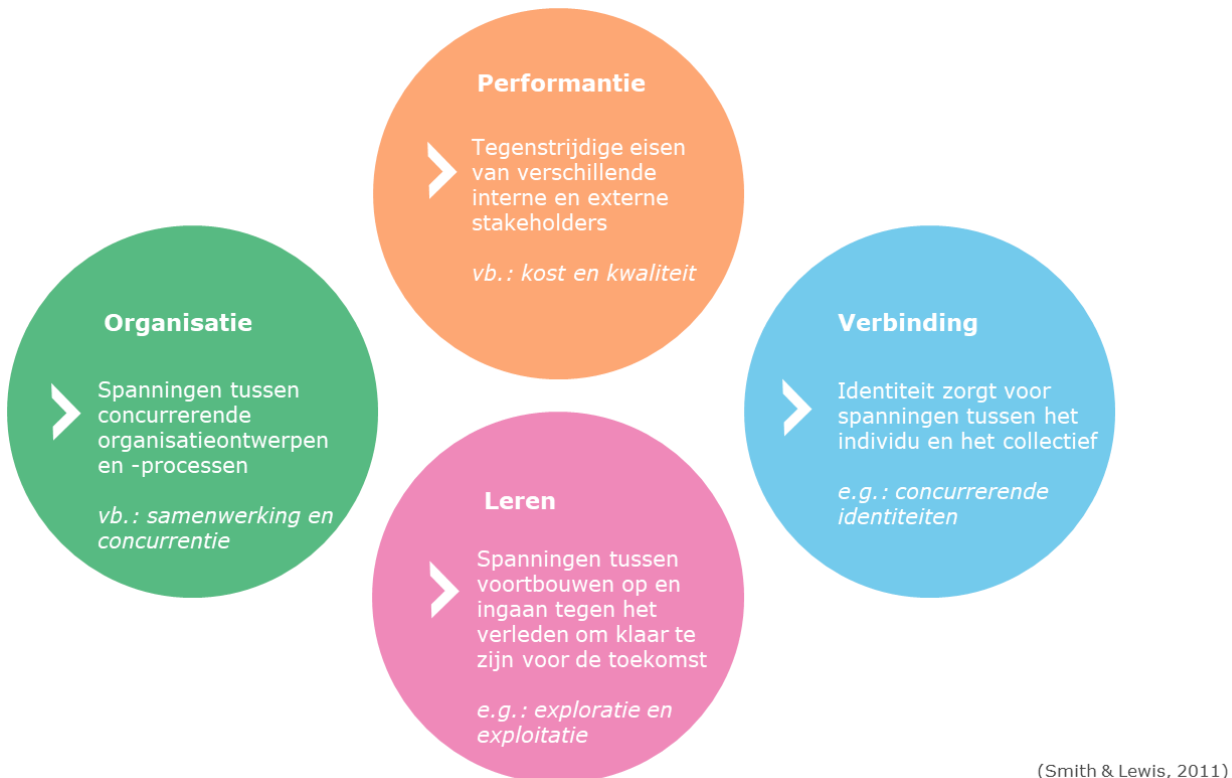 Performantie
Tegenstrijdige eisen
van verschillende
interne en externe
stakeholders
vb.: kost en kwaliteit
Organisatie
Spanningen tussen
concurrerende
organisatieontwerpen
en -processen
vb.: samenwerking en
concurrentie
Verbinding
Identiteit zorgt voor
spanningen tussen het
individu en het collectief
e.g.: concurrerende
identiteiten
Leren
Spanningen tussen
voortbouwen op en
ingaan tegen het
verleden om klaar te
zijn voor de toekomst
e.g.: exploratie en
exploitatie
(Smith & Lewis, 2011)